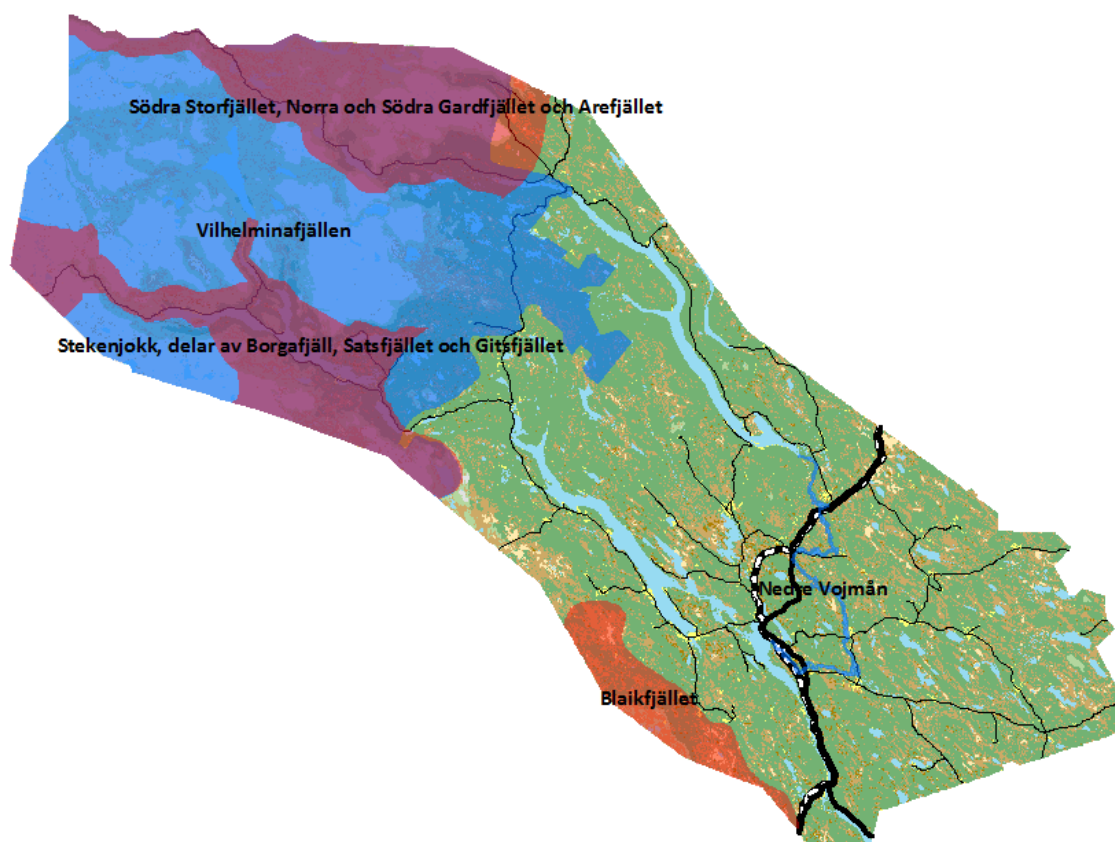 Södra Storfjället, Norra och Södra Gardfjället och Arefjället
Vilhelminafjällen
Stekenjokk, delar av Borgafjäll, Satsfjället och Gitsfjället
Nedre Vojmån
Blaikfjället